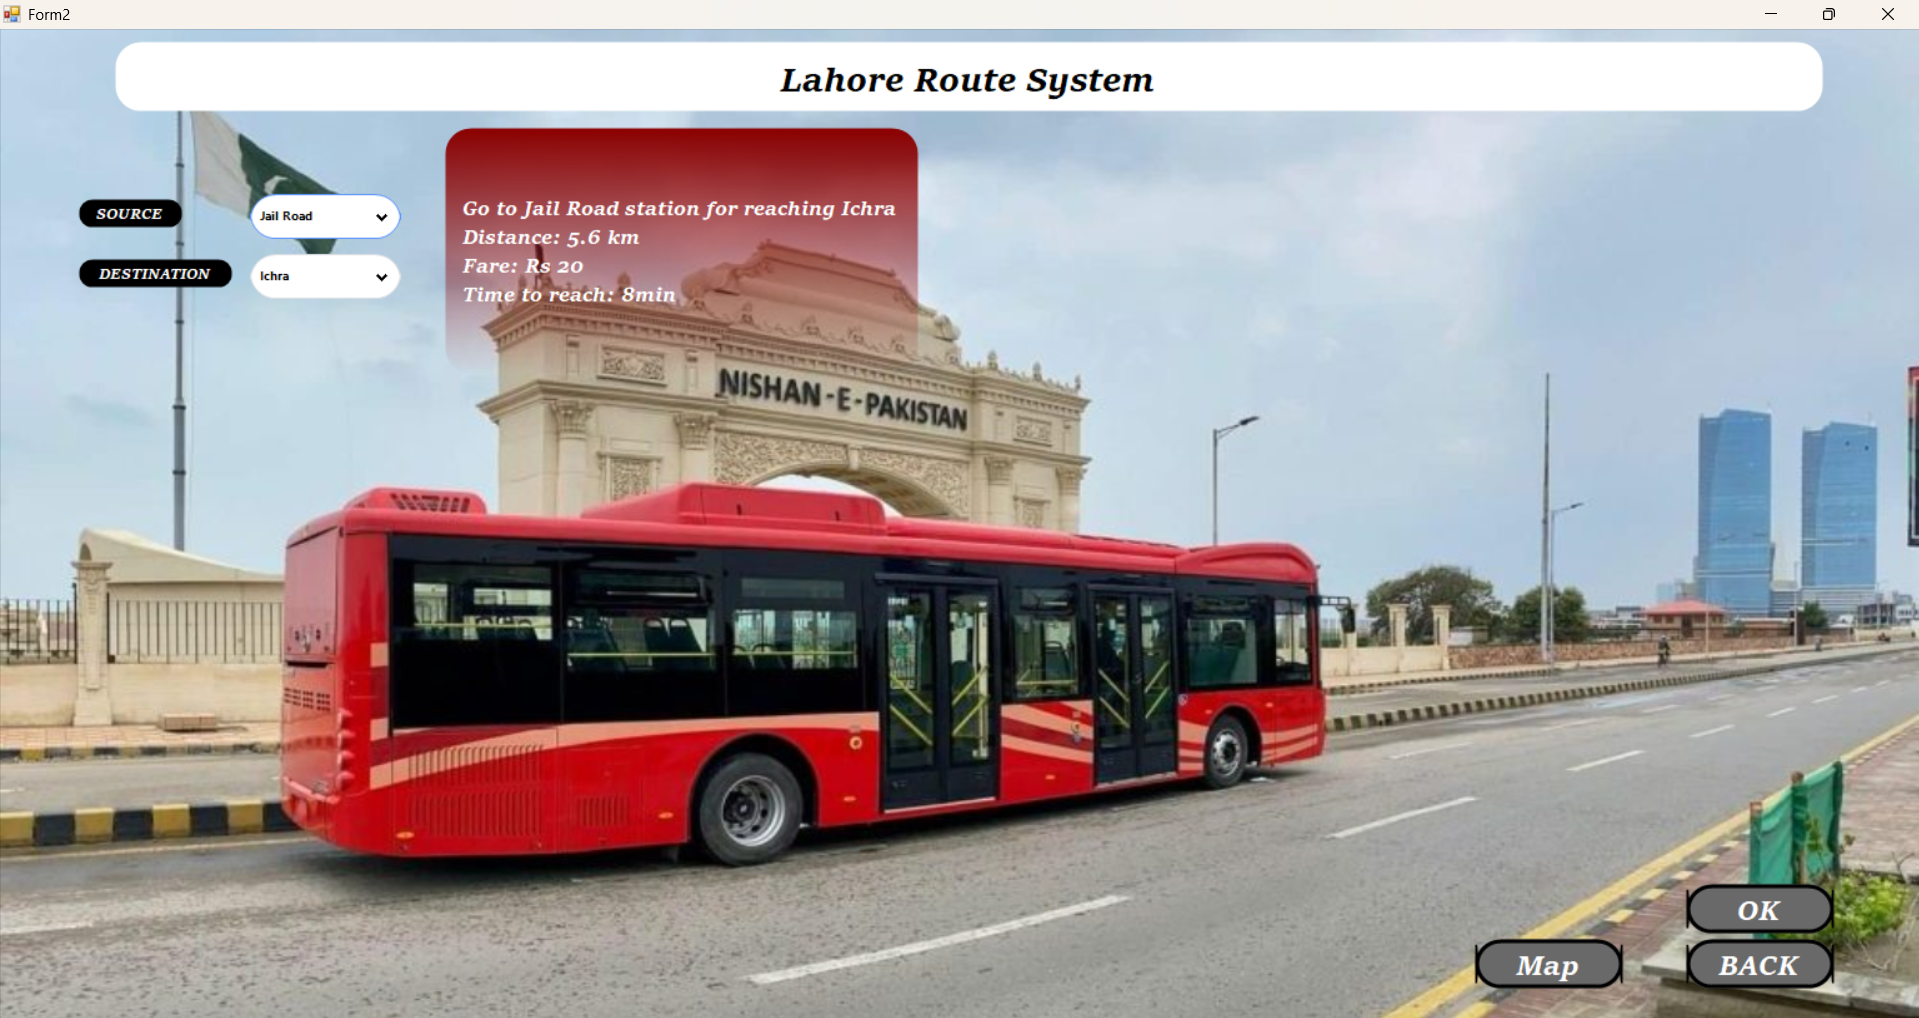 Form2
Lahore Route System
SOURCE
Jail Road
DESTINATION
Ichra
Go to Jail Road station for reaching Ichra
Distance: 5.6 km
Fare: Rs 20
Time to reach: 8min
NISHAN-E-PAKISTAN
OK
Map
BACK